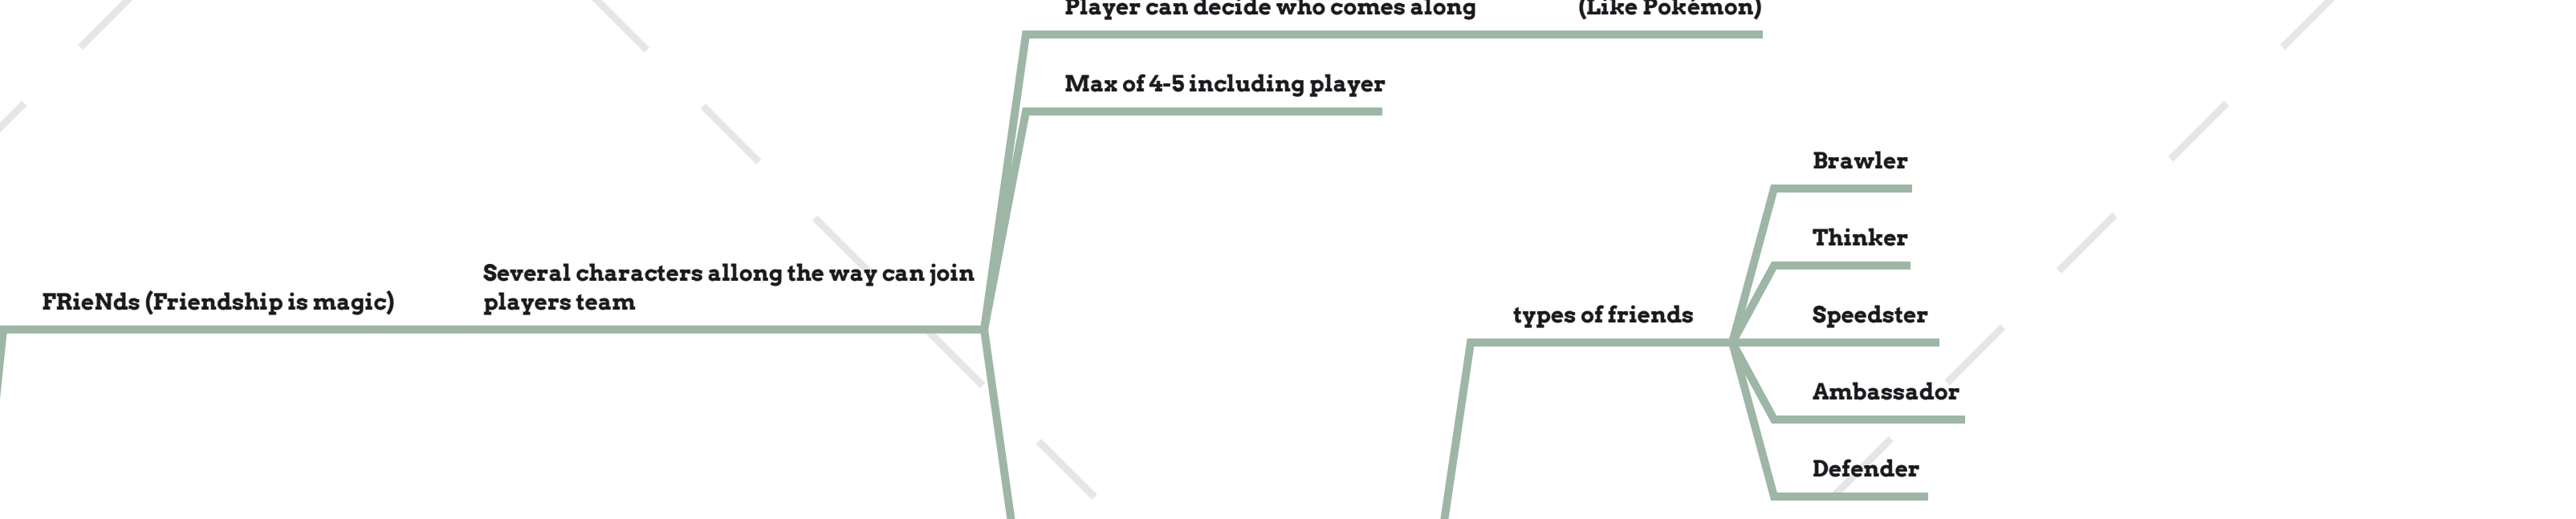 Player can decide who comes along
(Like Pokémon)
Max of 4-5 including player
Brawler
Thinker
Several characters allong the way can join
players team
FRieNds (Friendship is magic)
types of friends
Speedster
Ambassador
Defender